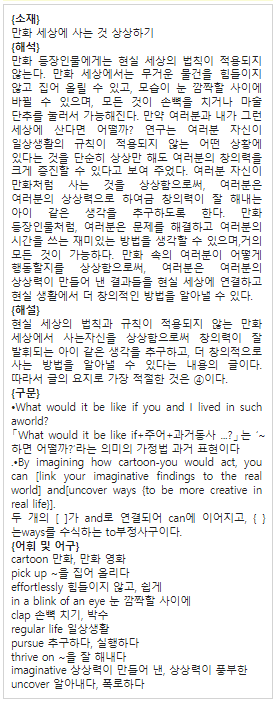 {소재}
만화 세상에 사는 것 상상하기
{해석}
만화 등장인물에게는 현실 세상의 법칙이 적용되지
않는다. 만화 세상에서는 무거운 물건을 힘들이지
않고 집어 올릴 수 있고, 모습이 눈 깜짝할 사이에
바뀔 수 있으며, 모든 것이 손뼉을 치거나 마술
단추를 눌러서 가능해진다. 만약 여러분과 내가 그런
세상에 산다면 어떨까? 연구는 여러분 자신이
일상생활의 규칙이 적용되지 않는 어떤 상황에
있다는 것을 단순히 상상만 해도 여러분의 창의력을
크게 증진할 수 있다고 보여 주었다. 여러분 자신이
만화처럼 사는 것을 상상함으로써, 여러분은
여러분의 상상력으로 하여금 창의력이 잘 해내는
아이 같은 생각을 추구하도록 한다. 만화
등장인물처럼, 여러분은 문제를 해결하고 여러분의
시간을 쓰는 재미있는 방법을 생각할 수 있으며,거의
모든 것이 가능하다. 만화 속의 여러분이 어떻게
행동할지를 상상함으로써, 여러분은 여러분의
상상력이 만들어 낸 결과들을 현실 세상에 연결하고
현실 생활에서 더 창의적인 방법을 알아낼 수 있다.
{해설}
현실 세상의 법칙과 규칙이 적용되지 않는 만화
세상에서 사는자신을 상상함으로써 창의력이 잘
발휘되는 아이 같은 생각을 추구하고, 더 창의적으로
사는 방법을 알아낼 수 있다는 내용의 글이다.
따라서 글의 요지로 가장 적절한 것은 ①이다.
{구문}
•What would it be like if you and I lived in such
aworld?
「What would it be like if+주어+과거동사 ...?」는 ‘~
하면 어떨까?’라는 의미의 가정법 과거 표현이다
.•By imagining how cartoon-you would act, you
can [link your imaginative findings to the real
world] and[uncover ways {to be more creative in
real life}].
두 개의 [ ]가 and로 연결되어 can에 이어지고, { }
는ways를 수식하는 to부정사구이다.
{어휘 및 어구}
cartoon 만화, 만화 영화
pick up ~을 집어 올리다
effortlessly 힘들이지 않고, 쉽게
in a blink of an eye 눈 깜짝할 사이에
clap 손뼉 치기, 박수
regular life 일상생활
pursue 추구하다, 실행하다
thrive on ~을 잘 해내다
imaginative 상상력이 만들어 낸, 상상력이 풍부한
uncover 알아내다, 폭로하다